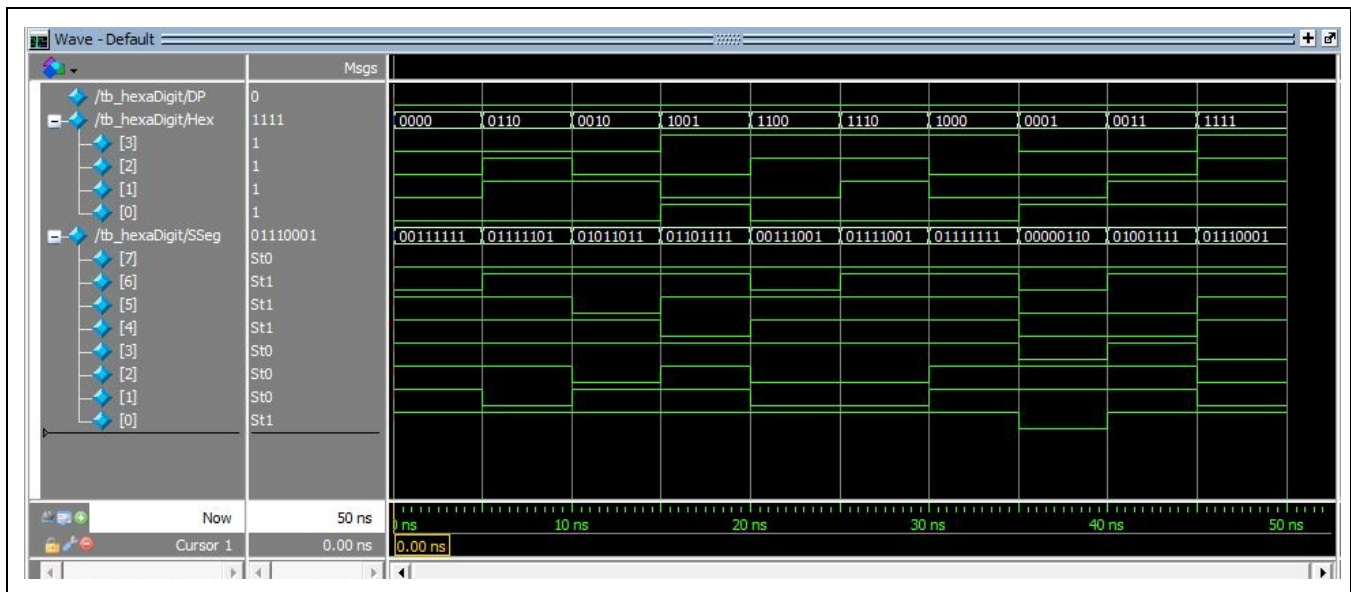 Wave - Default
Msgs
/tb_hexaDigit/DP 0
/tb_hexaDigit/Hex 1111 0000 0110 0010 1001 1100 1110 1000 0001 0011 1111
[3] 1
[2] 1
[1] 1
[0] 1
/tb_hexaDigit/SSeg 01110001 00111111 01111101 01011011 01101111 00111001 01111001 01111111 00000110 01001111 01110001
[7] St0
[6] St1
[5] St1
[4] St1
[3] St0
[2] St0
[1] St0
[0] St1
Now 50 ns ns 10 ns 20 ns 30 ns 40 ns 50 ns
Cursor 1 0.00 ns 0.00 ns